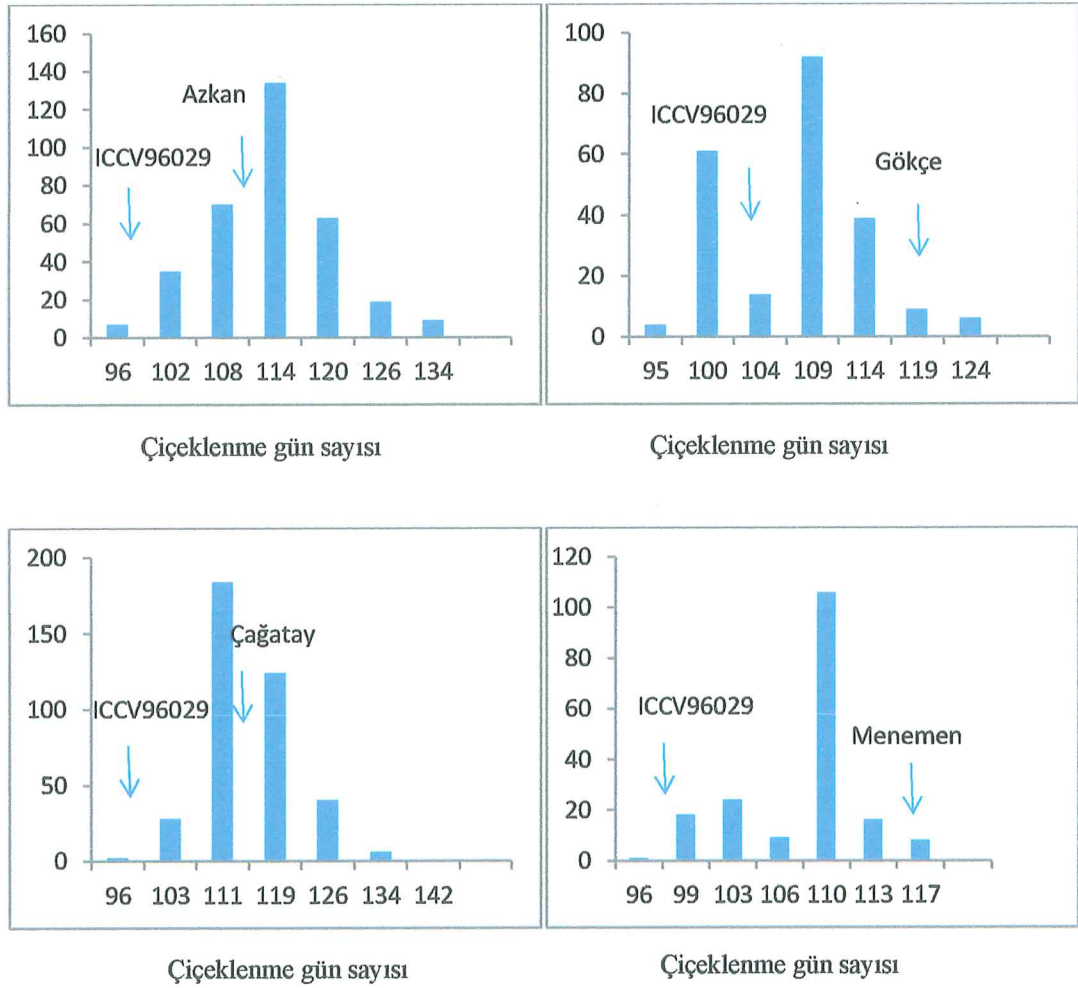 160
140
120
100
80
60
40
20
0
Azkan
ICCV96029
96 102 108 114 120 126 134
Çiçeklenme gün sayısı
100
80
60
40
20
0
ICCV96029
Gökçe
95 100 104 109 114 119 124
Çiçeklenme gün sayısı
200
150
100
50
0
Çağatay
ICCV96029
96 103 111 119 126 134 142
Çiçeklenme gün sayısı
120
100
80
60
40
20
0
ICCV96029
Menemen
96 99 103 106 110 113 117
Çiçeklenme gün sayısı